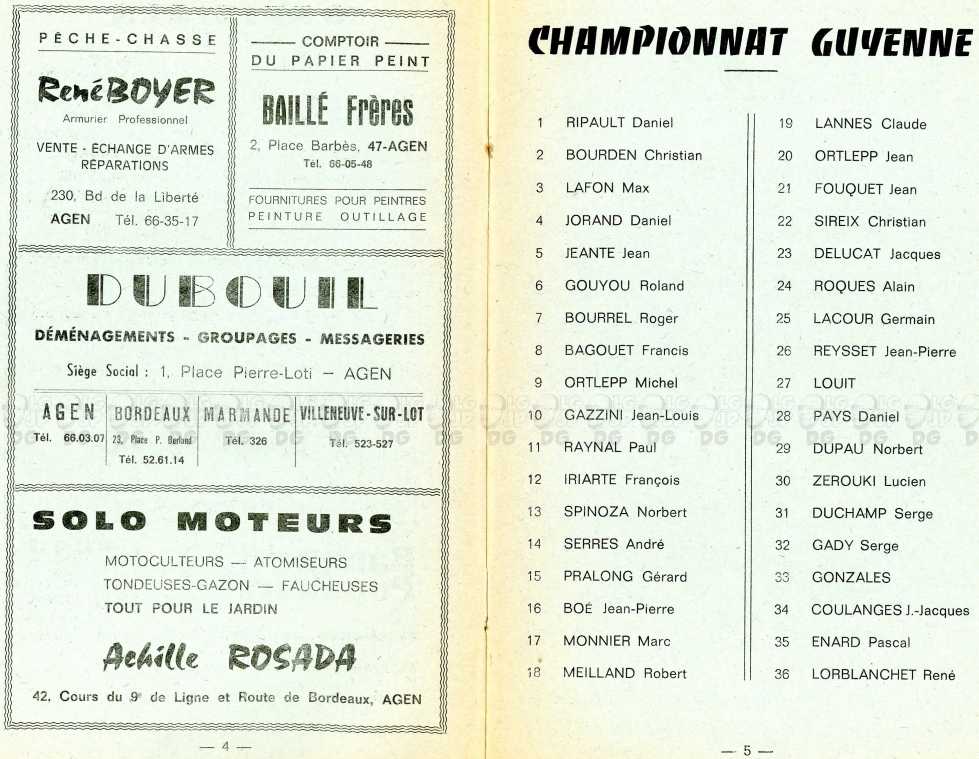 PÊCHE-CHASSE
René BOYER
Armurier Professionnel
VENTE - ÉCHANGE D'ARMES
RÉPARATIONS
230, Bd de la Liberté
AGEN Tél. 66-35-17
COMPTOIR
DU PAPIER PEINT
BAILLÉ Frères
2, Place Barbès, 47-AGEN
Tél. 66-05-48
FOURNITURES POUR PEINTRES
PEINTURE OUTILLAGE
DUBOUIL
DÉMÉNAGEMENTS - GROUPAGES - MESSAGERIES
Siège Social : 1, Place Pierre-Loti — AGEN
AGEN
Tél. 66.03.07
BORDEAUX
23, Place P. Berland
Tél. 52.61.14
MARMANDE
Tél. 326
VILLENEUVE-SUR-LOT
Tél. 523-527
SOLO MOTEURS
MOTOCULTEURS — ATOMISEURS
TONDEUSES-GAZON — FAUCHEUSES
TOUT POUR LE JARDIN
Achille ROSADA
42, Cours du 9e de Ligne et Route de Bordeaux, AGEN
— 4 —
CHAMPIONNAT GUYENNE
1 RIPAULT Daniel
2 BOURDEN Christian
3 LAFON Max
4 JORAND Daniel
5 JEANTE Jean
6 GOUYOU Roland
7 BOURREL Roger
8 BAGOUET Francis
9 ORTLEPP Michel
10 GAZZINI Jean-Louis
11 RAYNAL Paul
12 IRIARTE François
13 SPINOZA Norbert
14 SERRES André
15 PRALONG Gérard
16 BOÉ Jean-Pierre
17 MONNIER Marc
18 MEILLAND Robert
19 LANNES Claude
20 ORTLEPP Jean
21 FOUQUET Jean
22 SIREIX Christian
23 DELUCAT Jacques
24 ROQUES Alain
25 LACOUR Germain
26 REYSSET Jean-Pierre
27 LOUIT
28 PAYS Daniel
29 DUPAU Norbert
30 ZEROUKI Lucien
31 DUCHAMP Serge
32 GADY Serge
33 GONZALES
34 COULANGES J.-Jacques
35 ENARD Pascal
36 LORBLANCHET René
— 5 —